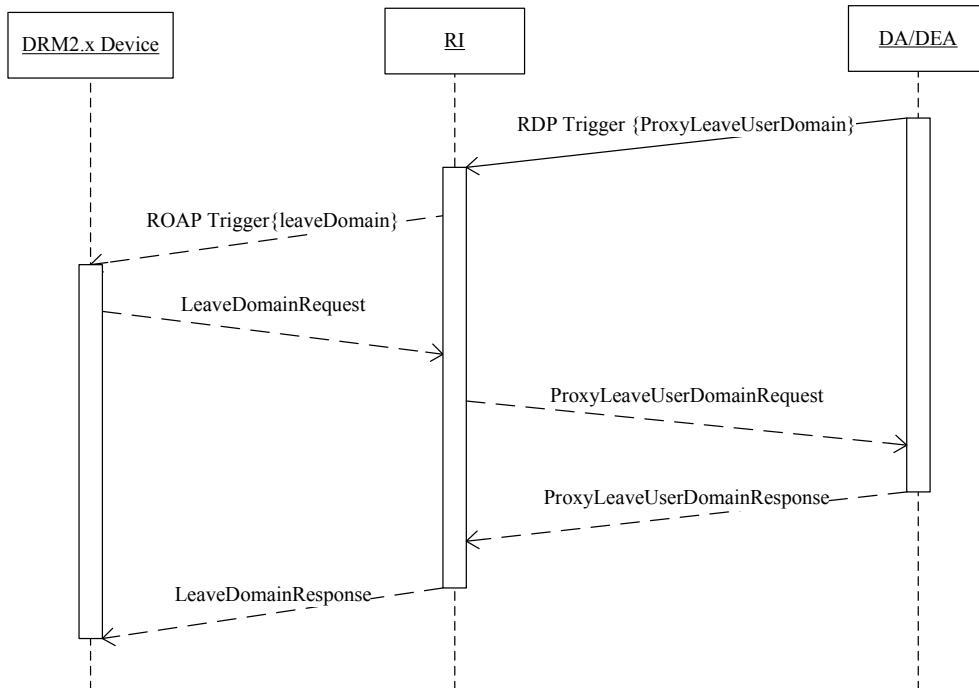 DRM2.x Device
RI
DA/DEA
RDP Trigger {ProxyLeaveUserDomain}
ROAP Trigger{leaveDomain}
LeaveDomainRequest
ProxyLeaveUserDomainRequest
ProxyLeaveUserDomainResponse
LeaveDomainResponse